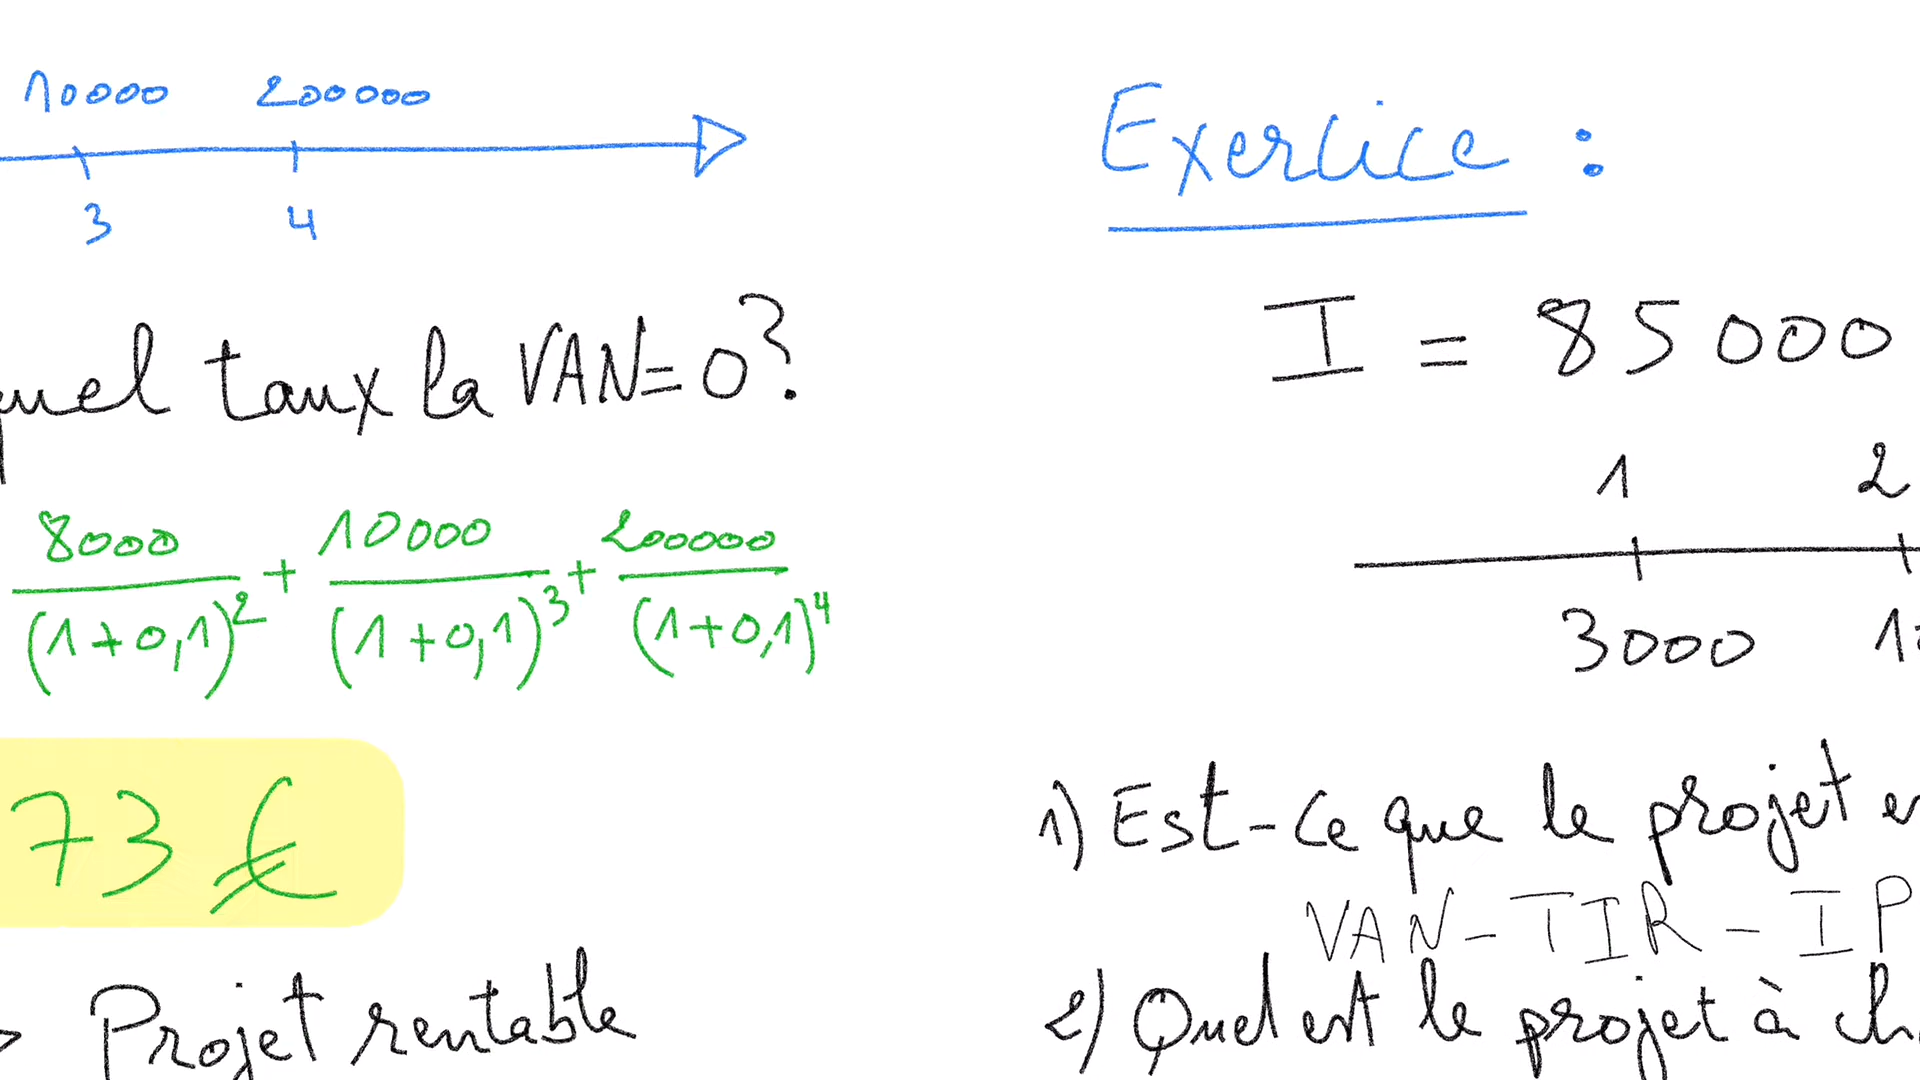 10000 200000
3 4
quel taux la VAN=0?
8000/(1+0,1)^2 + 10000/(1+0,1)^3 + 200000/(1+0,1)^4
73 €
Projet rentable
Exercice :
I = 85 000
1 2
3000
1) Est-ce que le projet
VAN - TIR - IP
2) Quel est le projet à